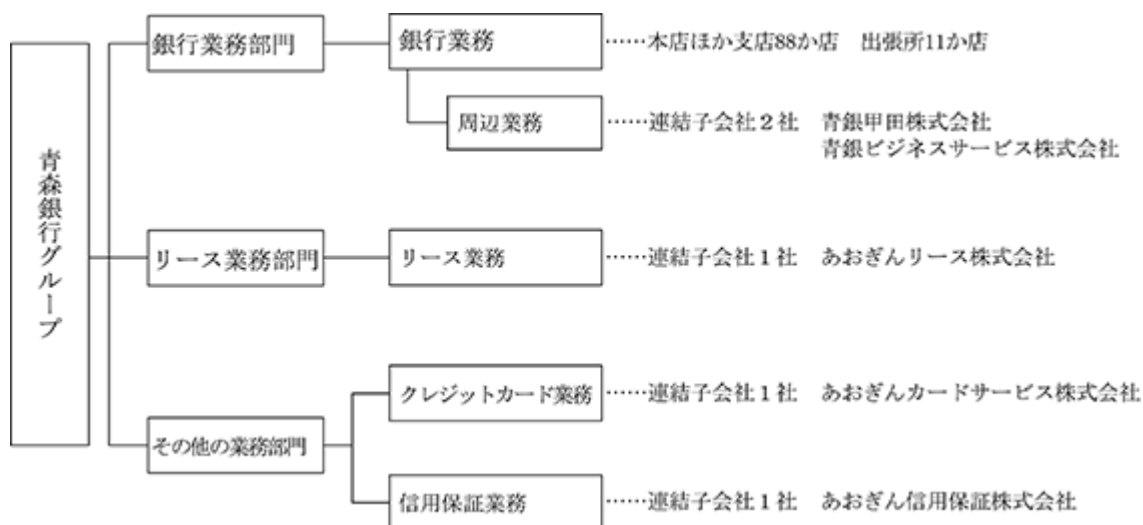 青森銀行グループ
銀行業務部門
銀行業務
……本店ほか支店88か店 出張所11か店
周辺業務
……連結子会社2社 青銀甲田株式会社
青銀ビジネスサービス株式会社
リース業務部門
リース業務
……連結子会社1社 あおぎんリース株式会社
その他の業務部門
クレジットカード業務
……連結子会社1社 あおぎんカードサービス株式会社
信用保証業務
……連結子会社1社 あおぎん信用保証株式会社